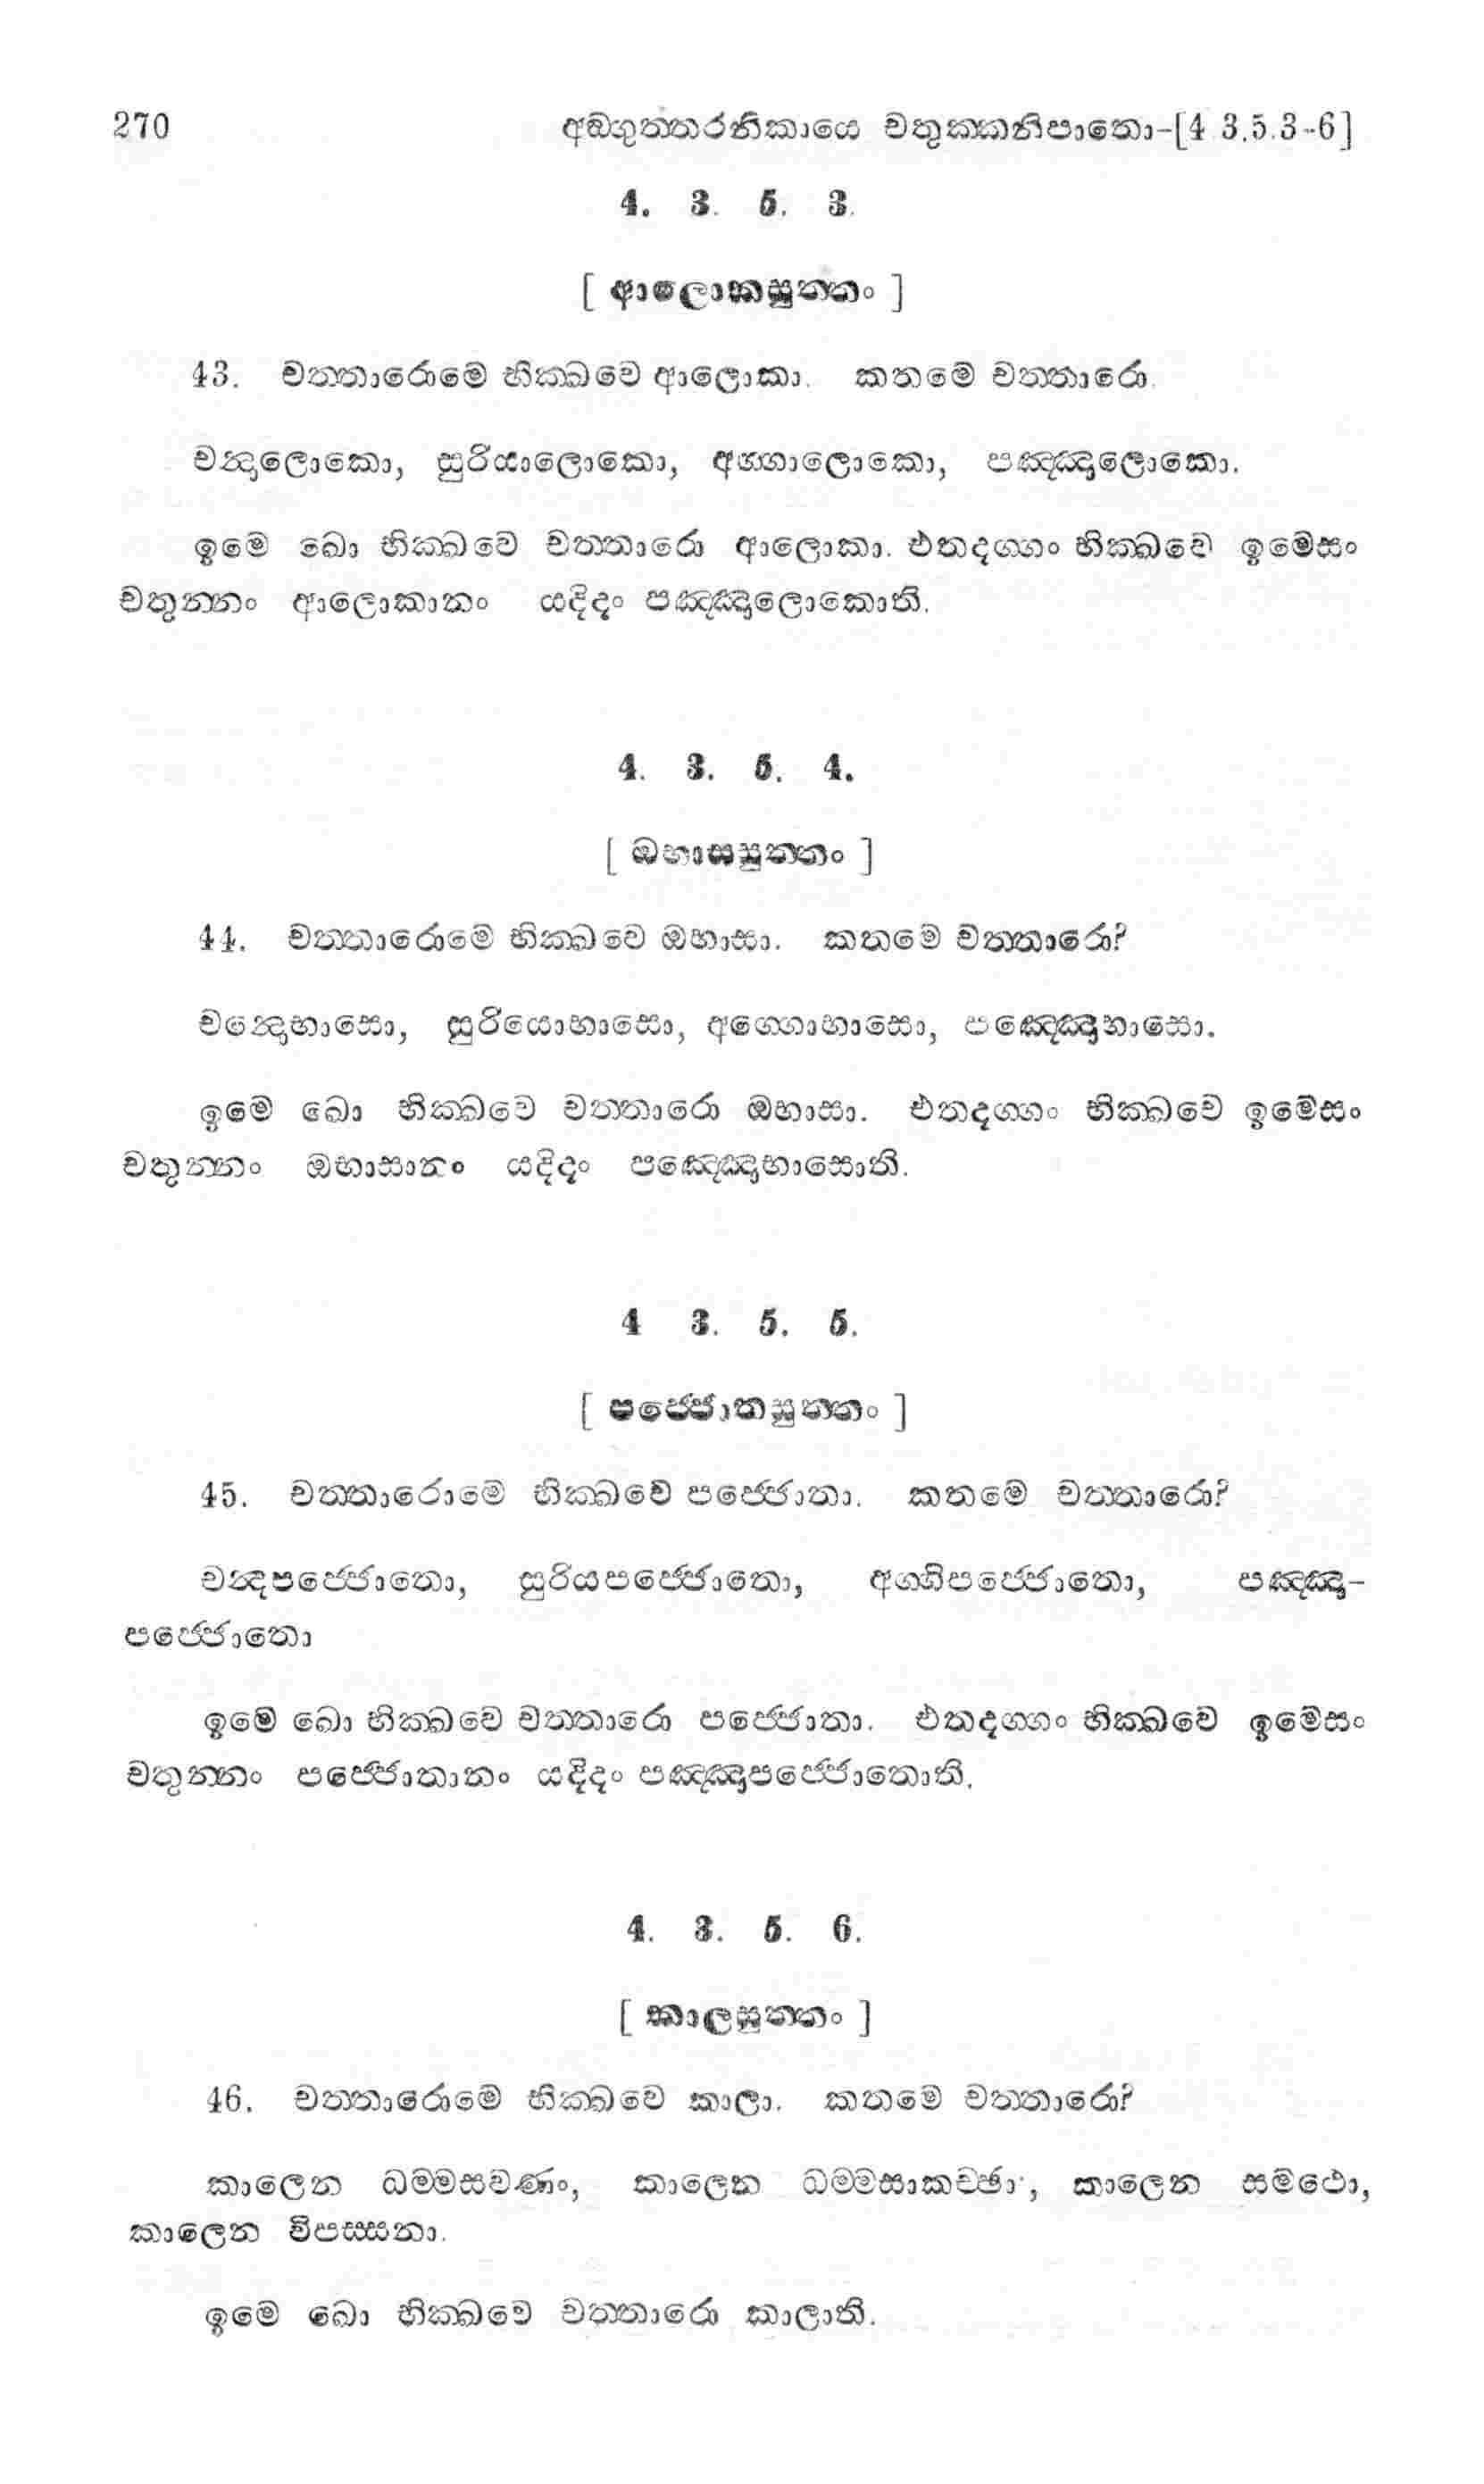 270 අඞ්ගුත්තරනිකායෙ චතුක්කනිපාතො-[4 3.5.3-6]
4. 3. 5. 3.
[ ආලොකසුත්තං ]
43. චත්තාරොමෙ භික්ඛවෙ ආලොකා. කතමෙ චත්තාරො.
චන්දාලොකො, සුරියාලොකො, අග්ගාලොකො, පඤ්ඤාලොකො.
ඉමෙ ඛො භික්ඛවෙ චත්තාරො ආලොකා. එතදග්ගං භික්ඛවෙ ඉමෙසං
චතුන්නං ආලොකානං යදිදං පඤ්ඤාලොකොති.
4. 3. 5. 4.
[ ඔභාසසුත්තං ]
44. චත්තාරොමෙ භික්ඛවෙ ඔභාසා. කතමෙ චත්තාරො?
චන්දොභාසො, සුරියොභාසො, අග්ගොභාසො, පඤ්ඤොභාසො.
ඉමෙ ඛො භික්ඛවෙ චත්තාරො ඔභාසා. එතදග්ගං භික්ඛවෙ ඉමෙසං
චතුන්නං ඔභාසානං යදිදං පඤ්ඤොභාසොති.
4 3. 5. 5.
[ පජ්ජොතසුත්තං ]
45. චත්තාරොමෙ භික්ඛවෙ පජ්ජොතා. කතමෙ චත්තාරො?
චන්දපජ්ජොතො, සුරියපජ්ජොතො, අග්ගිපජ්ජොතො, පඤ්ඤා-
පජ්ජොතො
ඉමෙ ඛො භික්ඛවෙ චත්තාරො පජ්ජොතා. එතදග්ගං භික්ඛවෙ ඉමෙසං
චතුන්නං පජ්ජොතානං යදිදං පඤ්ඤාපජ්ජොතොති.
4. 3. 5. 6.
[ කාලසුත්තං ]
46. චත්තාරොමෙ භික්ඛවෙ කාලා. කතමෙ චත්තාරො?
කාලෙන ධම්මසවණං, කාලෙන ධම්මසාකච්ඡා, කාලෙන සමථො,
කාලෙන විපස්සනා.
ඉමෙ ඛො භික්ඛවෙ චත්තාරො කාලාති.